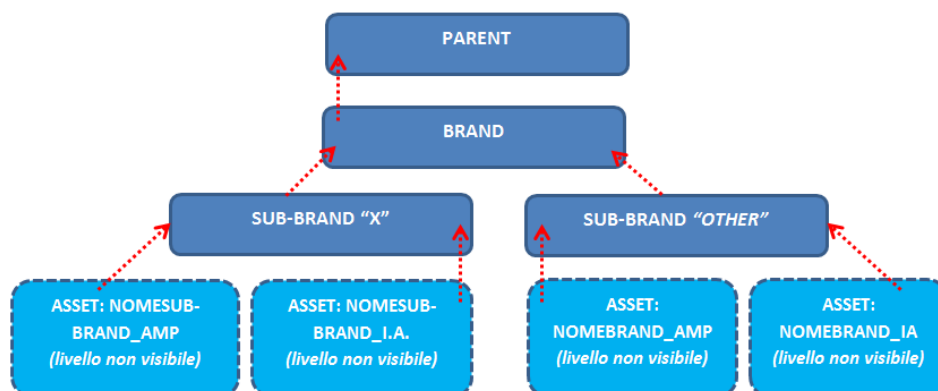 PARENT
BRAND
SUB-BRAND “X”
SUB-BRAND “OTHER”
ASSET: NOMESUB-
BRAND_AMP
(livello non visibile)
ASSET: NOMESUB-
BRAND_I.A.
(livello non visibile)
ASSET:
NOMEBRAND_AMP
(livello non visibile)
ASSET:
NOMEBRAND_IA
(livello non visibile)